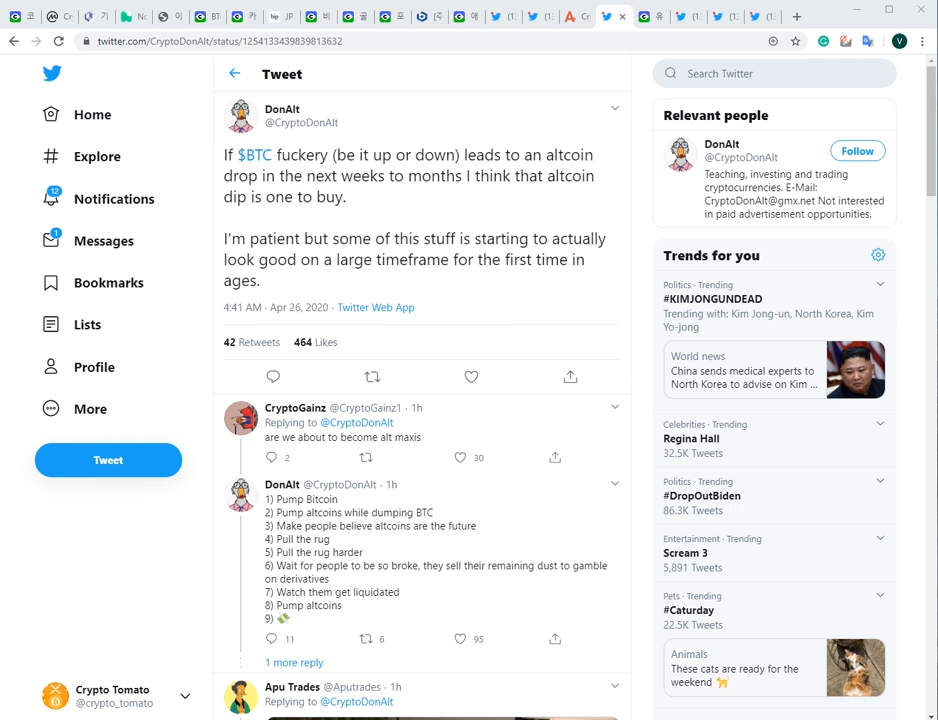 twitter.com/CryptoDonAlt/status/1254133439839813632
Home
Explore
12
Notifications
1
Messages
Bookmarks
Lists
Profile
More
Tweet
Crypto Tomato
@crypto_tomato
Tweet
DonAlt
@CryptoDonAlt
If $BTC fuckery (be it up or down) leads to an altcoin
drop in the next weeks to months I think that altcoin
dip is one to buy.
I'm patient but some of this stuff is starting to actually
look good on a large timeframe for the first time in
ages.
4:41 AM · Apr 26, 2020 · Twitter Web App
42 Retweets 464 Likes
CryptoGainz @CryptoGainz1 · 1h
Replying to @CryptoDonAlt
are we about to become alt maxis
2 30
DonAlt @CryptoDonAlt · 1h
1) Pump Bitcoin
2) Pump altcoins while dumping BTC
3) Make people believe altcoins are the future
4) Pull the rug
5) Pull the rug harder
6) Wait for people to be so broke, they sell their remaining dust to gamble
on derivatives
7) Watch them get liquidated
8) Pump altcoins
9) 💸
11 6 95
1 more reply
Apu Trades @Aputrades · 1h
Replying to @CryptoDonAlt
Search Twitter
Relevant people
DonAlt
@CryptoDonAlt
Follow
Teaching, investing and trading
cryptocurrencies. E-Mail:
CryptoDonAlt@gmx.net Not interested
in paid advertisement opportunities.
Trends for you
Politics · Trending
#KIMJONGUNDEAD
Trending with: Kim Jong-un, North Korea, Kim
Yo-jong
World news
China sends medical experts to
North Korea to advise on Kim ...
Celebrities · Trending
Regina Hall
32.5K Tweets
Politics · Trending
#DropOutBiden
86.3K Tweets
Entertainment · Trending
Scream 3
5,891 Tweets
Pets · Trending
#Caturday
22.5K Tweets
Animals
These cats are ready for the
weekend 🐈